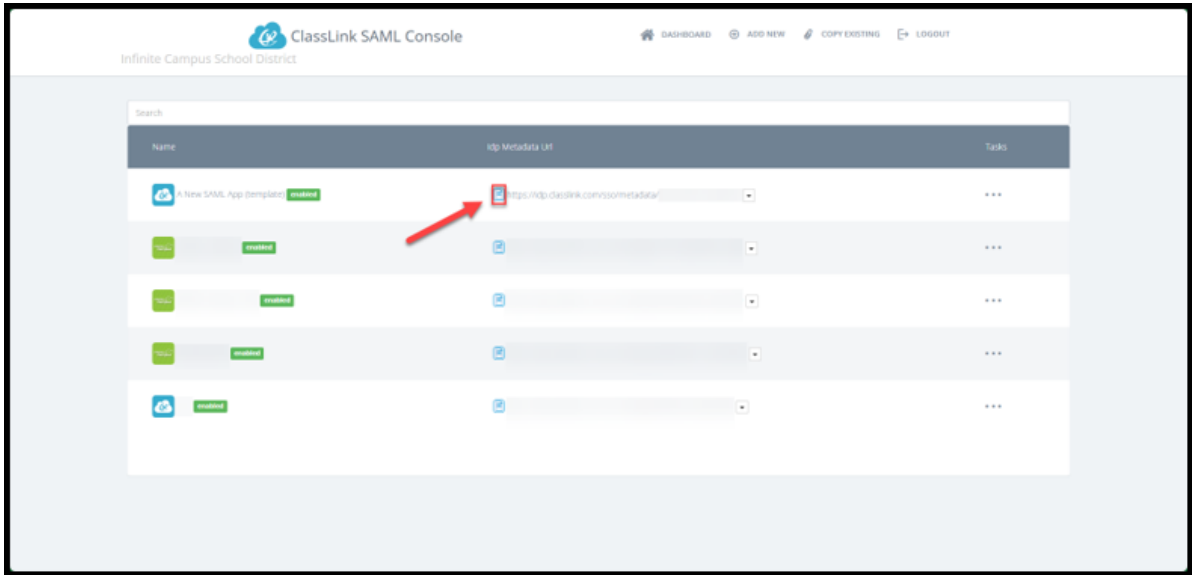 ClassLink SAML Console
DASHBOARD ADD NEW COPY EXISTING LOGOUT
Infinite Campus School District
Search
Name Idp Metadata Url Tasks
A New SAML App (template) enabled https://idp.classlink.com/sso/metadata/
enabled
enabled
enabled
enabled